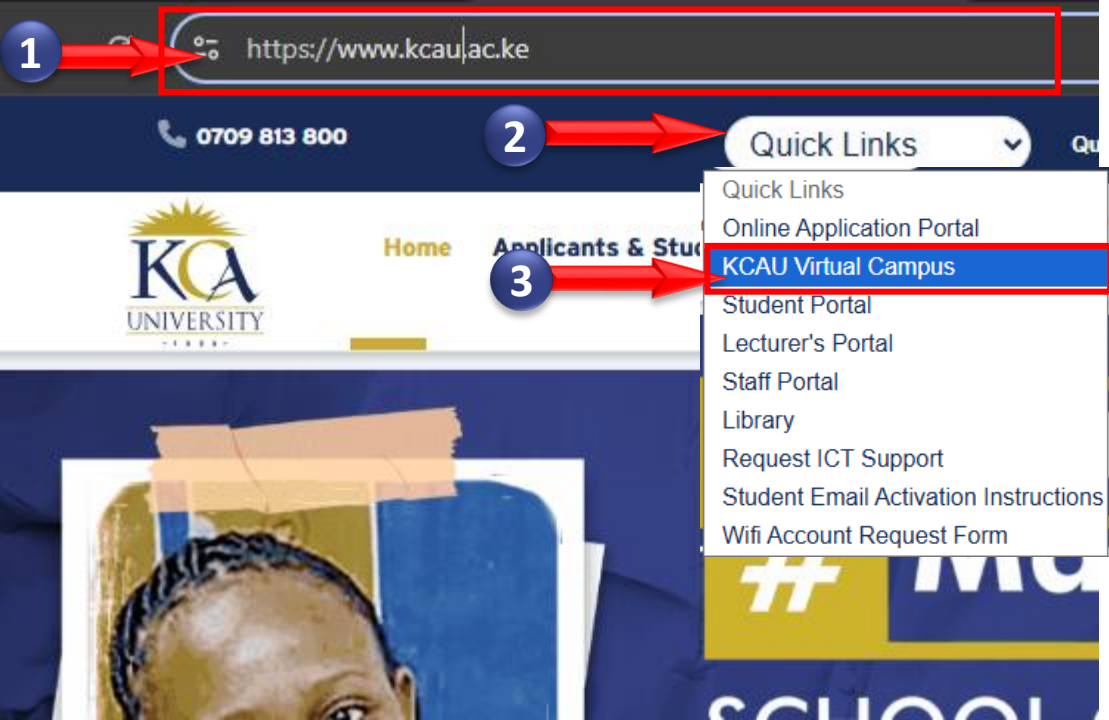 1
https://www.kcau.ac.ke
0709 813 800
2
Quick Links
Qu
Quick Links
Online Application Portal
KCA
UNIVERSITY
Home
Applicants & Stu
3
KCAU Virtual Campus
Student Portal
Lecturer's Portal
Staff Portal
Library
Request ICT Support
Student Email Activation Instructions
Wifi Account Request Form
#
SCHOOL